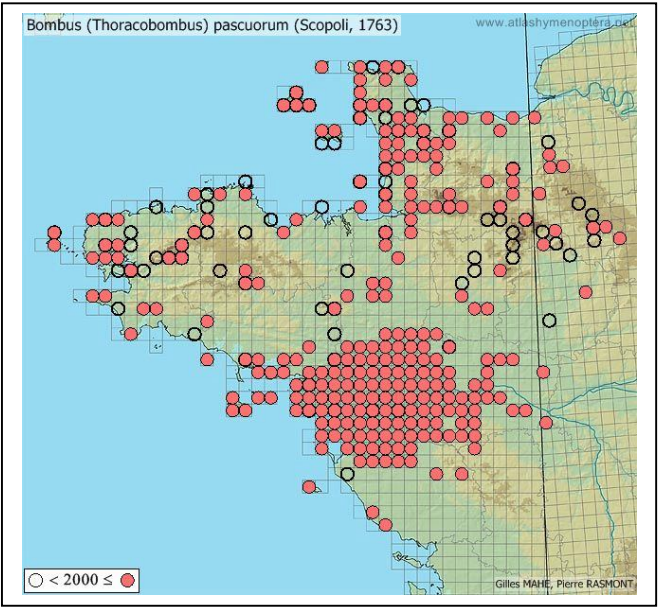 Bombus (Thoracobombus) pascuorum (Scopoli, 1763)
www.atlashymenoptera.net
< 2000 ≤
Gilles MAHE, Pierre RASMONT